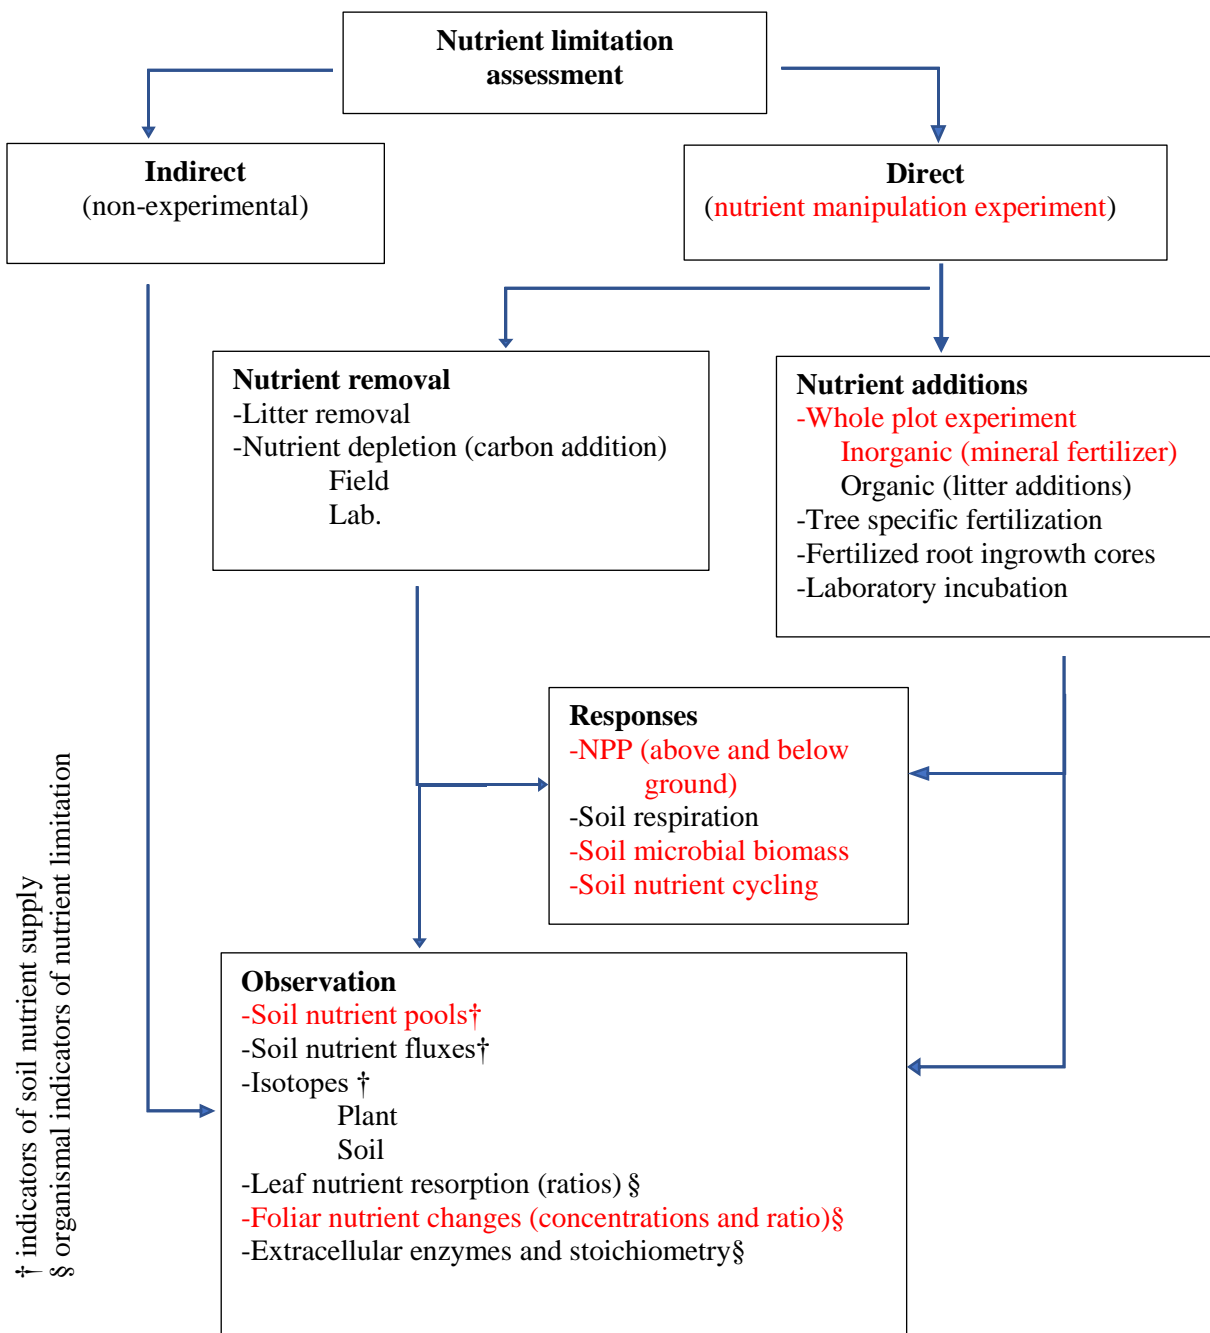 Nutrient limitation
assessment
Indirect
(non-experimental)
Direct
(nutrient manipulation experiment)
Nutrient removal
-Litter removal
-Nutrient depletion (carbon addition)
Field
Lab.
Nutrient additions
-Whole plot experiment
Inorganic (mineral fertilizer)
Organic (litter additions)
-Tree specific fertilization
-Fertilized root ingrowth cores
-Laboratory incubation
Responses
-NPP (above and below
ground)
-Soil respiration
-Soil microbial biomass
-Soil nutrient cycling
Observation
-Soil nutrient pools†
-Soil nutrient fluxes†
-Isotopes †
Plant
Soil
-Leaf nutrient resorption (ratios) §
-Foliar nutrient changes (concentrations and ratio)§
-Extracellular enzymes and stoichiometry§
† indicators of soil nutrient supply
§ organismal indicators of nutrient limitation